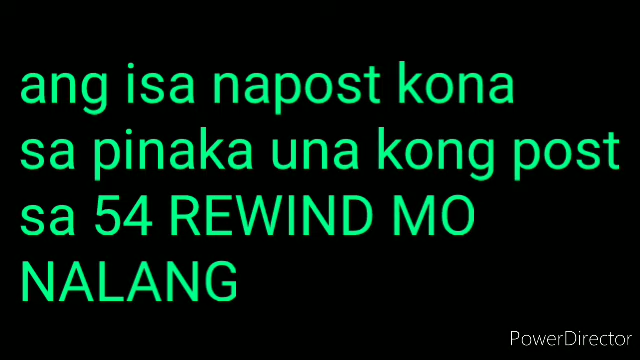 ang isa napost kona
sa pinaka una kong post
sa 54 REWIND MO
NALANG
PowerDirector